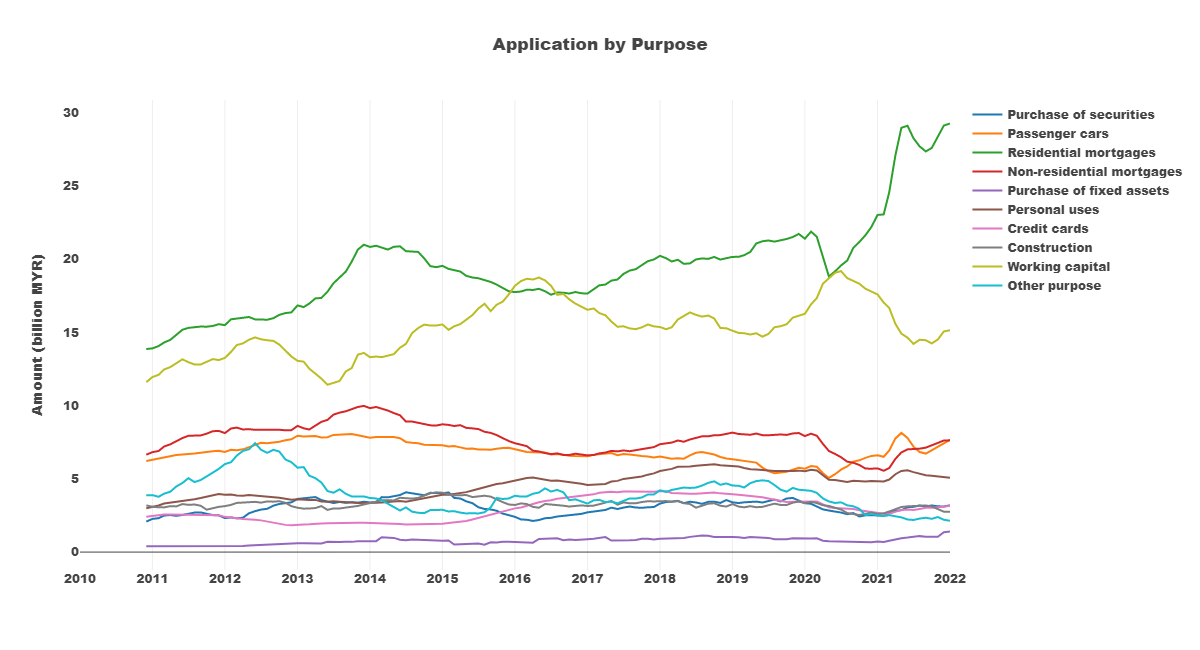 Application by Purpose
Amount (billion MYR)
30
25
20
15
10
5
0
2010 2011 2012 2013 2014 2015 2016 2017 2018 2019 2020 2021 2022
Purchase of securities
Passenger cars
Residential mortgages
Non-residential mortgages
Purchase of fixed assets
Personal uses
Credit cards
Construction
Working capital
Other purpose